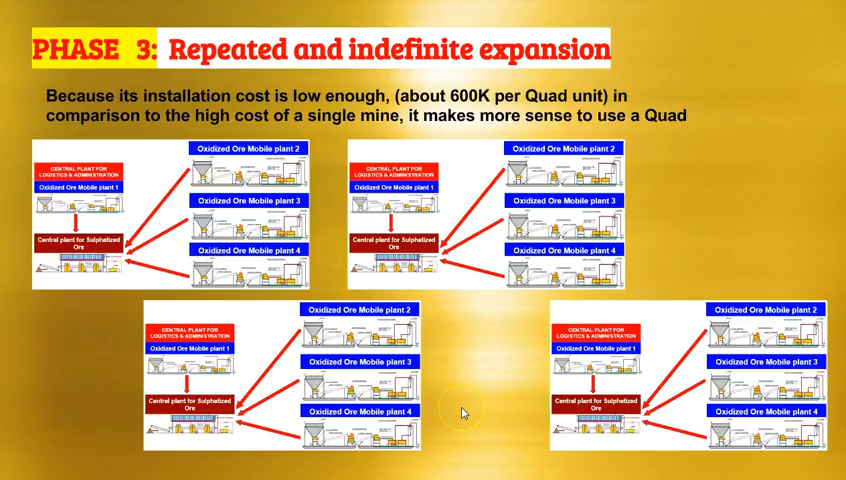 PHASE 3: Repeated and indefinite expansion
Because its installation cost is low enough, (about 600K per Quad unit) in
comparison to the high cost of a single mine, it makes more sense to use a Quad
CENTRAL PLANT FOR
LOGISTICS & ADMINISTRATION
Oxidized Ore Mobile plant 1
Central plant for Sulphatized
Ore
Oxidized Ore Mobile plant 2
Oxidized Ore Mobile plant 3
Oxidized Ore Mobile plant 4
CENTRAL PLANT FOR
LOGISTICS & ADMINISTRATION
Oxidized Ore Mobile plant 1
Central plant for Sulphatized
Ore
Oxidized Ore Mobile plant 2
Oxidized Ore Mobile plant 3
Oxidized Ore Mobile plant 4
CENTRAL PLANT FOR
LOGISTICS & ADMINISTRATION
Oxidized Ore Mobile plant 1
Central plant for Sulphatized
Ore
Oxidized Ore Mobile plant 2
Oxidized Ore Mobile plant 3
Oxidized Ore Mobile plant 4
CENTRAL PLANT FOR
LOGISTICS & ADMINISTRATION
Oxidized Ore Mobile plant 1
Central plant for Sulphatized
Ore
Oxidized Ore Mobile plant 2
Oxidized Ore Mobile plant 3
Oxidized Ore Mobile plant 4